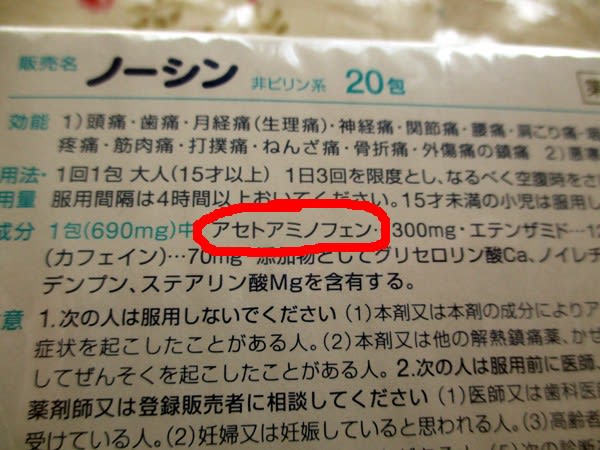 販売名 ノーシン 非ピリン系 20包
効能 1)頭痛・歯痛・月経痛(生理痛)・神経痛・関節痛・腰痛・肩こり痛・
疼痛・筋肉痛・打撲痛・ねんざ痛・骨折痛・外傷痛の鎮痛 2)悪寒
用法・1回1包 大人(15才以上) 1日3回を限度とし、なるべく空腹時をさ
用量 服用間隔は4時間以上おいてください。15才未満の小児は服用し
成分 1包(690mg)中 アセトアミノフェン…300mg・エテンザミド…12
(カフェイン)…70mg 添加物としてグリセロリン酸Ca、ノイシリ
デンプン、ステアリン酸Mgを含有する。
意 1.次の人は服用しないでください (1)本剤又は本剤の成分によりア
症状を起こしたことがある人。(2)本剤又は他の解熱鎮痛薬、かぜ
してぜんそくを起こしたことがある人。 2.次の人は服用前に医師、
薬剤師又は登録販売者に相談してください (1)医師又は歯科医
受けている人。(2)妊婦又は妊娠していると思われる人。(3)高齢者